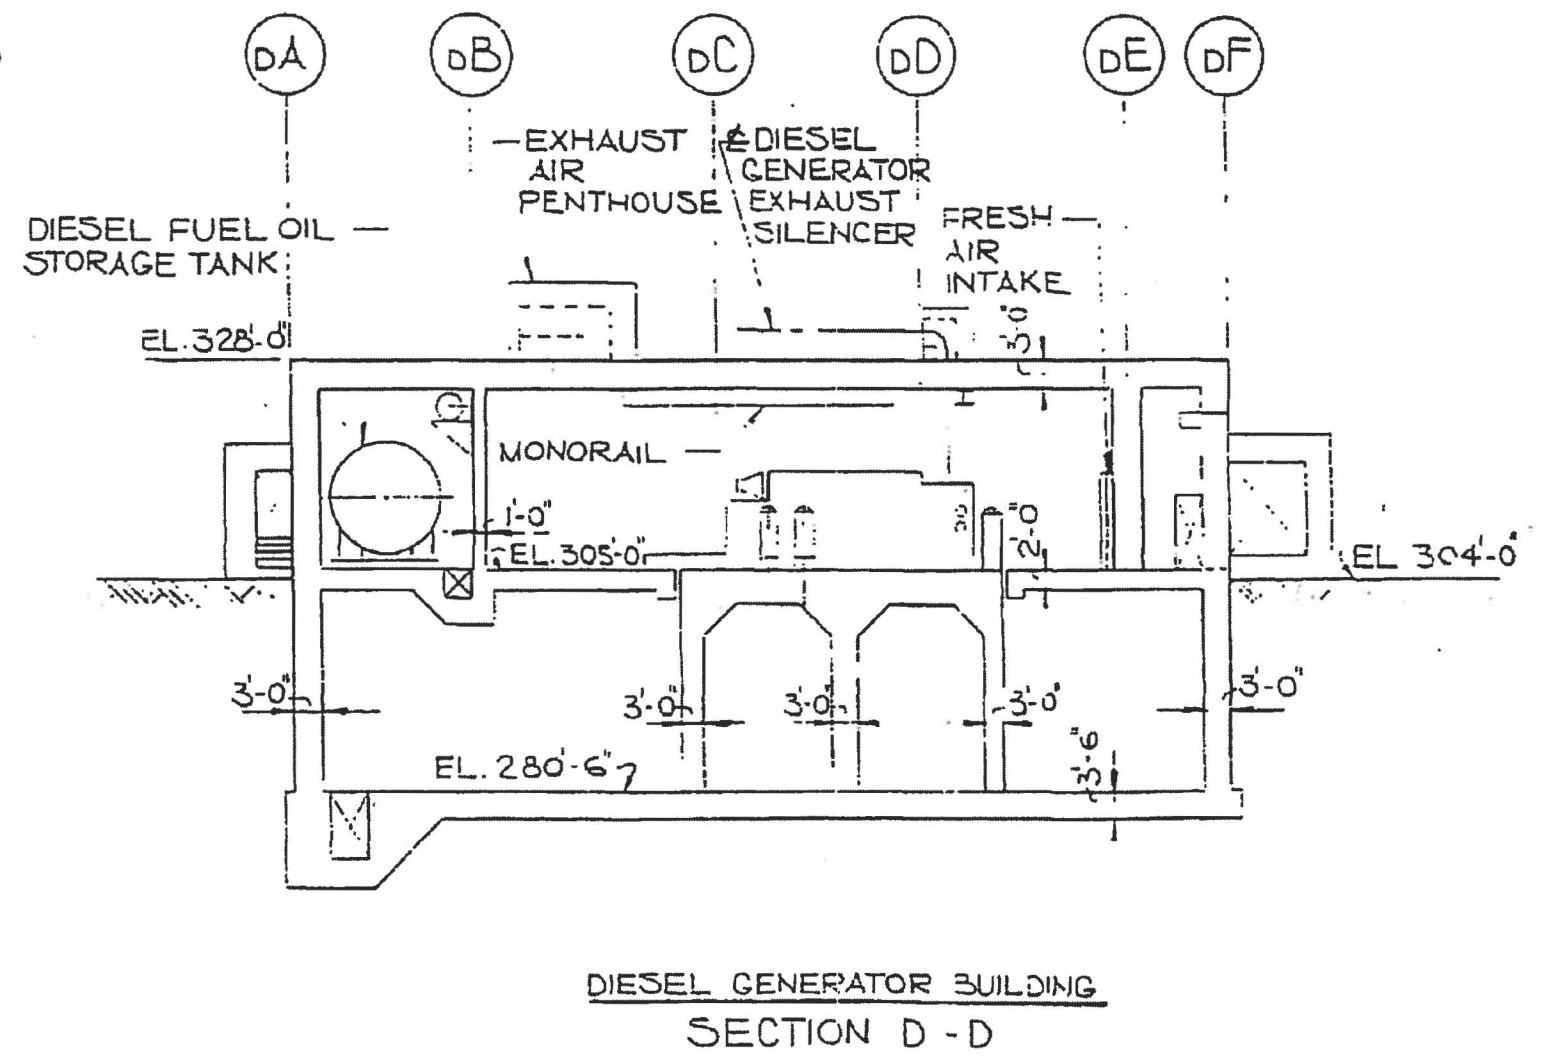 DA DB DC DD DE DF
EXHAUST
AIR
PENTHOUSE
℄ DIESEL
GENERATOR
EXHAUST
SILENCER
FRESH
AIR
INTAKE
DIESEL FUEL OIL
STORAGE TANK
EL. 328'-0"
3'-0"
MONORAIL
1'-0"
EL. 305'-0"
2'-0"
EL 304'-0"
3'-0"
3'-0"
3'-0"
3'-0"
3'-0"
EL. 280'-6"
3'-6"
DIESEL GENERATOR BUILDING
SECTION D-D